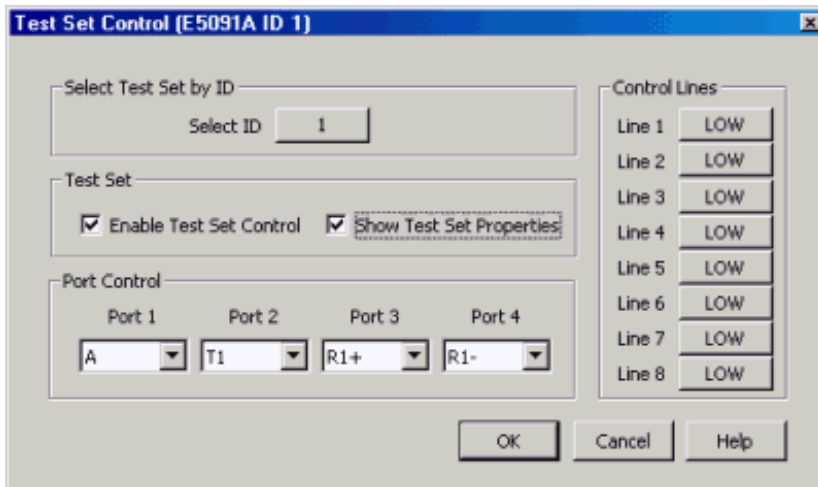 Test Set Control (E5091A ID 1)
Select Test Set by ID
Select ID 1
Test Set
Enable Test Set Control Show Test Set Properties
Port Control
Port 1 Port 2 Port 3 Port 4
A T1 R1+ R1-
Control Lines
Line 1 LOW
Line 2 LOW
Line 3 LOW
Line 4 LOW
Line 5 LOW
Line 6 LOW
Line 7 LOW
Line 8 LOW
OK Cancel Help